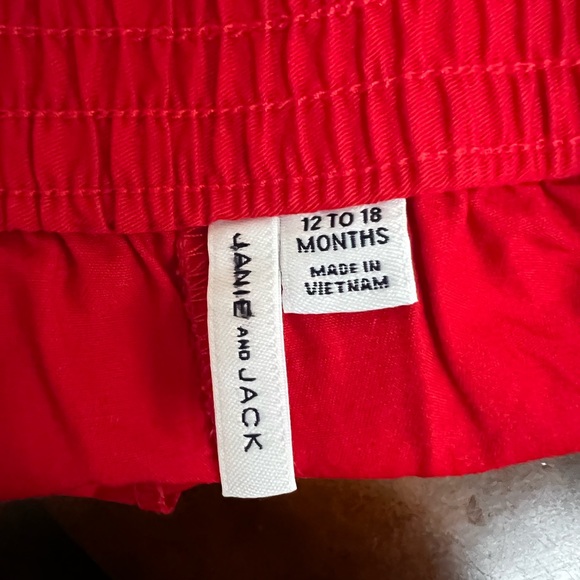 JANIE AND JACK
12 TO 18
MONTHS
MADE IN
VIETNAM